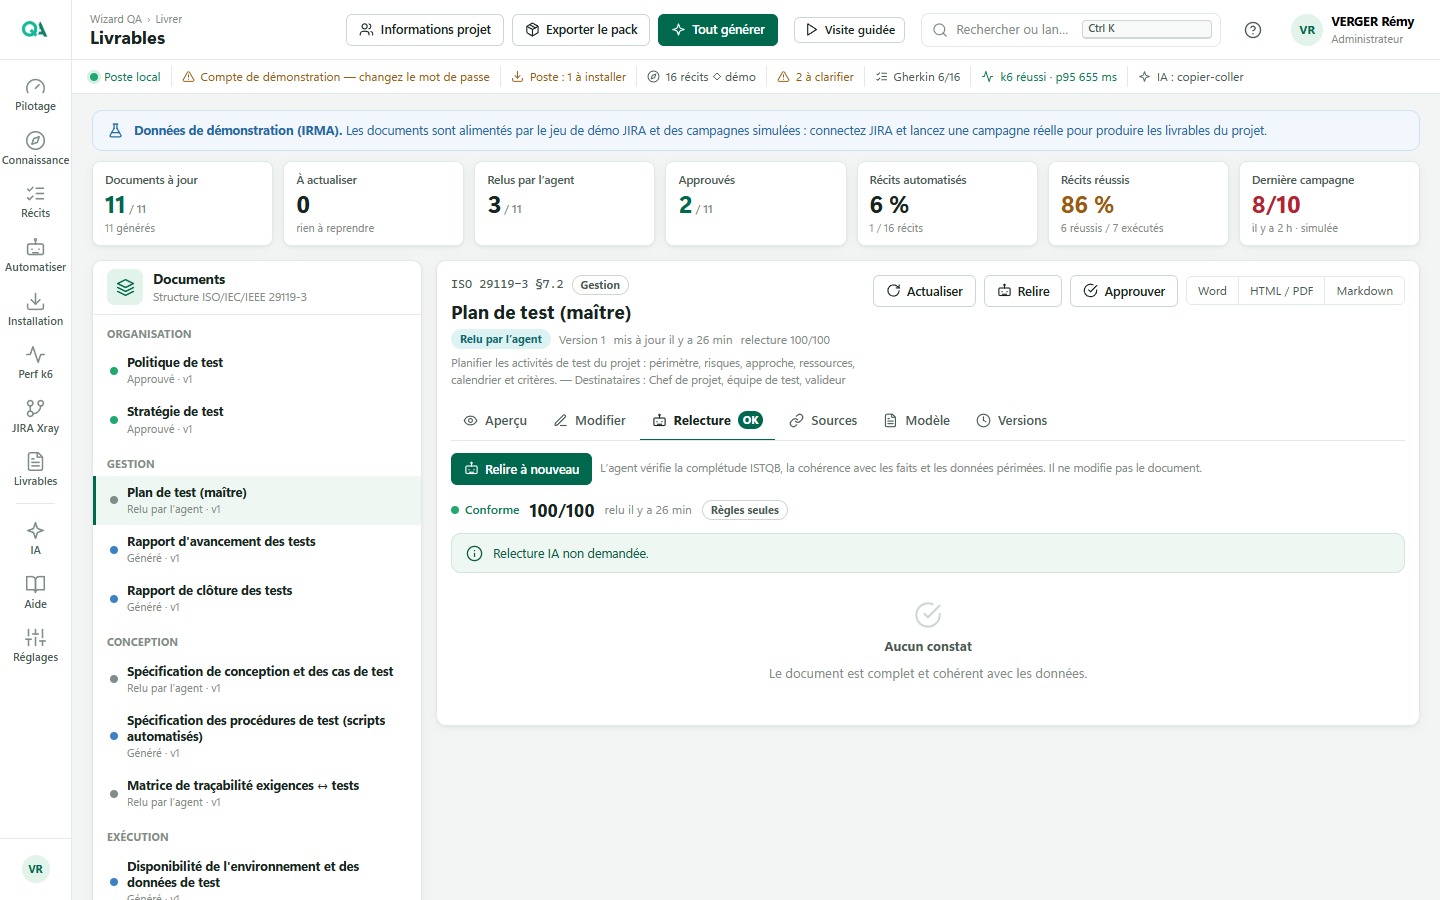 QA
Wizard QA › Livrer
Livrables
Informations projet
Exporter le pack
Tout générer
Visite guidée
Rechercher ou lan...
Ctrl K
VR
VERGER Rémy
Administrateur
Poste local
Compte de démonstration — changez le mot de passe
Poste : 1 à installer
16 récits ◇ démo
2 à clarifier
Gherkin 6/16
k6 réussi · p95 655 ms
IA : copier-coller
Pilotage
Connaissance
Récits
Automatiser
Installation
Perf k6
JIRA Xray
Livrables
IA
Aide
Réglages
VR
Données de démonstration (IRMA). Les documents sont alimentés par le jeu de démo JIRA et des campagnes simulées : connectez JIRA et lancez une campagne réelle pour produire les livrables du projet.
Documents à jour
11 / 11
11 générés
À actualiser
0
rien à reprendre
Relus par l'agent
3 / 11
Approuvés
2 / 11
Récits automatisés
6 %
1 / 16 récits
Récits réussis
86 %
6 réussis / 7 exécutés
Dernière campagne
8/10
il y a 2 h · simulée
Documents
Structure ISO/IEC/IEEE 29119-3
ORGANISATION
Politique de test
Approuvé · v1
Stratégie de test
Approuvé · v1
GESTION
Plan de test (maître)
Relu par l'agent · v1
Rapport d'avancement des tests
Généré · v1
Rapport de clôture des tests
Généré · v1
CONCEPTION
Spécification de conception et des cas de test
Relu par l'agent · v1
Spécification des procédures de test (scripts
automatisés)
Généré · v1
Matrice de traçabilité exigences ↔ tests
Relu par l'agent · v1
EXÉCUTION
Disponibilité de l'environnement et des
données de test
Généré · v1
ISO 29119-3 §7.2
Gestion
Actualiser
Relire
Approuver
Word
HTML / PDF
Markdown
Plan de test (maître)
Relu par l'agent
Version 1
mis à jour il y a 26 min
relecture 100/100
Planifier les activités de test du projet : périmètre, risques, approche, ressources,
calendrier et critères. — Destinataires : Chef de projet, équipe de test, valideur
Aperçu
Modifier
Relecture OK
Sources
Modèle
Versions
Relire à nouveau
L'agent vérifie la complétude ISTQB, la cohérence avec les faits et les données périmées. Il ne modifie pas le document.
Conforme
100/100
relu il y a 26 min
Règles seules
Relecture IA non demandée.
Aucun constat
Le document est complet et cohérent avec les données.